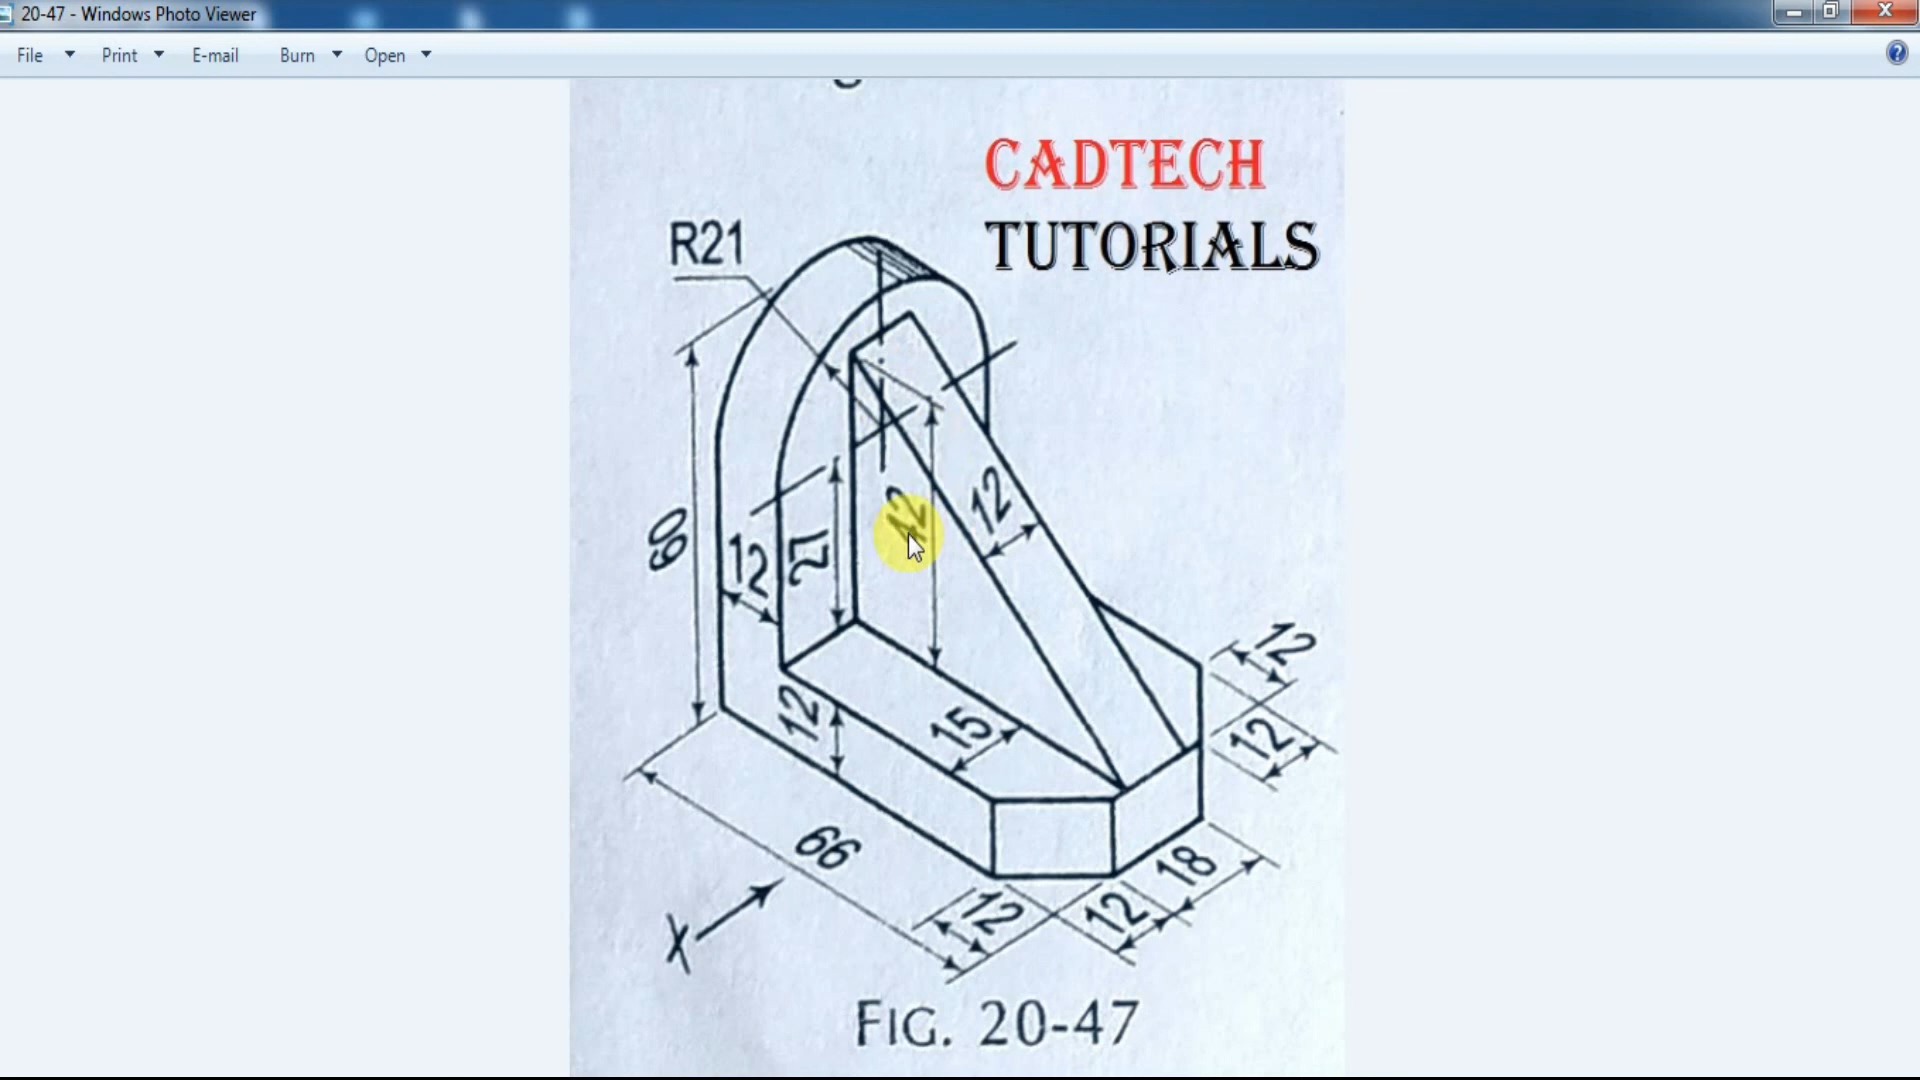 20-47 - Windows Photo Viewer
File Print E-mail Burn Open
CADTECH
TUTORIALS
R21
60
12
27
42
12
12
12
12
15
66
12
12
18
X
FIG. 20-47